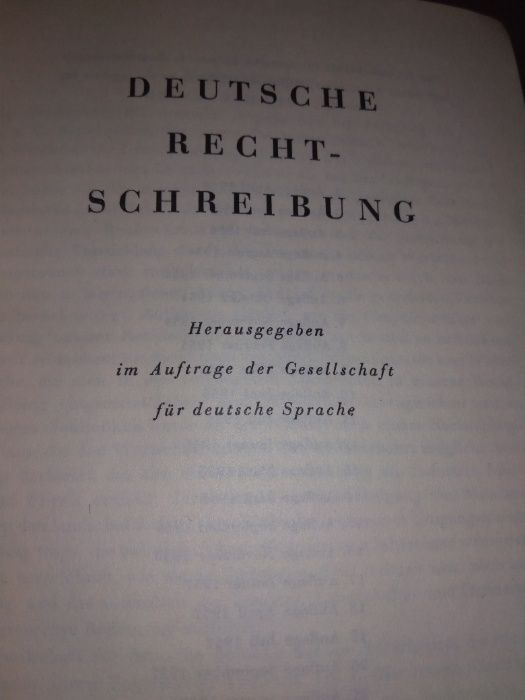 DEUTSCHE
RECHT-
SCHREIBUNG
Herausgegeben
im Auftrage der Gesellschaft
für deutsche Sprache